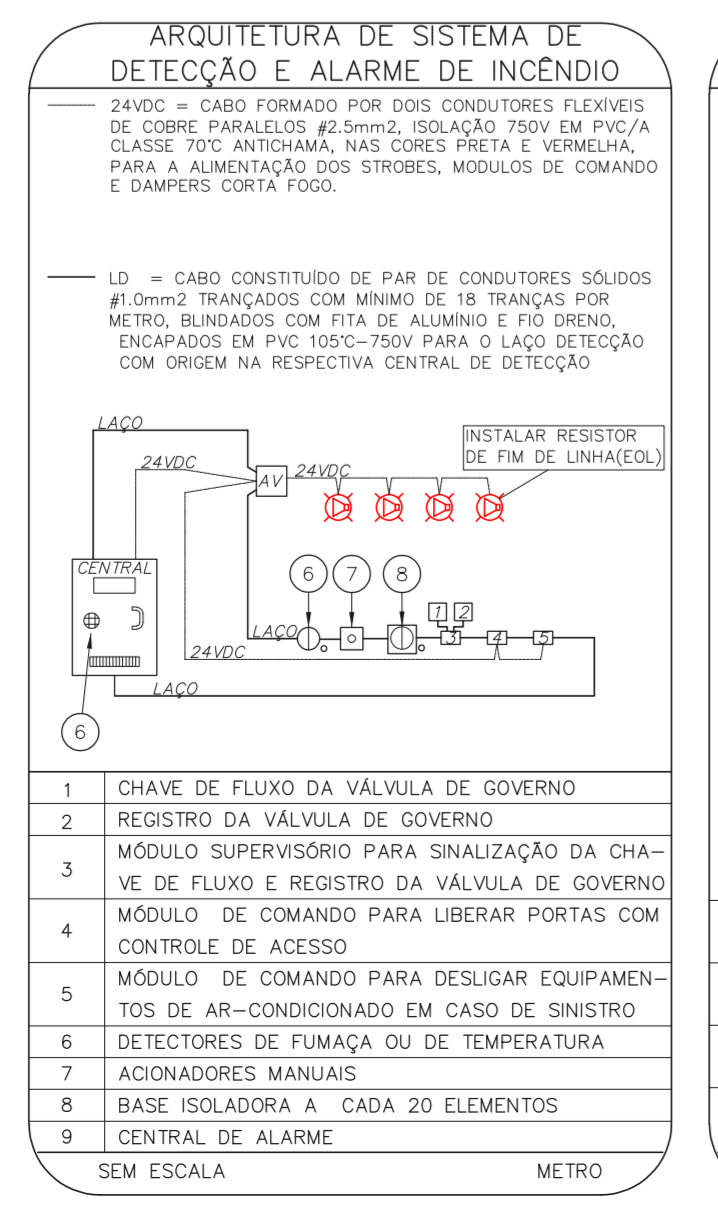 ARQUITETURA DE SISTEMA DE
DETECÇÃO E ALARME DE INCÊNDIO
24VDC = CABO FORMADO POR DOIS CONDUTORES FLEXÍVEIS
DE COBRE PARALELOS #2.5mm2, ISOLAÇÃO 750V EM PVC/A
CLASSE 70°C ANTICHAMA, NAS CORES PRETA E VERMELHA,
PARA A ALIMENTAÇÃO DOS STROBES, MODULOS DE COMANDO
E DAMPERS CORTA FOGO.
LD = CABO CONSTITUÍDO DE PAR DE CONDUTORES SÓLIDOS
#1.0mm2 TRANÇADOS COM MÍNIMO DE 18 TRANÇAS POR
METRO, BLINDADOS COM FITA DE ALUMÍNIO E FIO DRENO,
ENCAPADOS EM PVC 105°C-750V PARA O LAÇO DETECÇÃO
COM ORIGEM NA RESPECTIVA CENTRAL DE DETECÇÃO
LAÇO
INSTALAR RESISTOR
DE FIM DE LINHA(EOL)
24VDC
AV
24VDC
CENTRAL
6
7
8
1
2
LAÇO
3
4
5
24VDC
LAÇO
6
1 CHAVE DE FLUXO DA VÁLVULA DE GOVERNO
2 REGISTRO DA VÁLVULA DE GOVERNO
3 MÓDULO SUPERVISÓRIO PARA SINALIZAÇÃO DA CHA-
VE DE FLUXO E REGISTRO DA VÁLVULA DE GOVERNO
4 MÓDULO DE COMANDO PARA LIBERAR PORTAS COM
CONTROLE DE ACESSO
5 MÓDULO DE COMANDO PARA DESLIGAR EQUIPAMEN-
TOS DE AR-CONDICIONADO EM CASO DE SINISTRO
6 DETECTORES DE FUMAÇA OU DE TEMPERATURA
7 ACIONADORES MANUAIS
8 BASE ISOLADORA A CADA 20 ELEMENTOS
9 CENTRAL DE ALARME
SEM ESCALA METRO